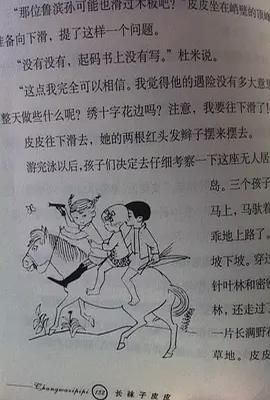 “那位鲁滨孙可能也滑过木板吧?”皮皮坐在峭壁的顶
准备向下滑，提了这样一个问题。
“没有没有，起码书上没有写。”杜米说。
“这点我完全可以相信。我觉得他的遇险没有多大意
整天做些什么呢? 绣十字花边吗? 注意，我要往下滑了!
皮皮往下滑去，她的两根红头发辫子摆来摆去。
游完泳以后，孩子们决定去仔细考察一下这座无人居
岛。三个孩子
马上，马驮着
乖地上路了。
坡下坡。穿过
针叶林和密密
林，还走过了
一片长满野花
草地。皮皮
Changwazipipi 132 长袜子皮皮